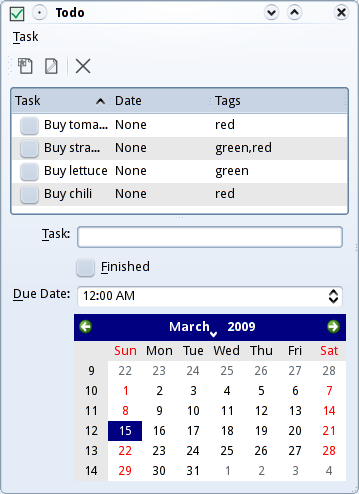 Todo
Task
Task Date Tags
Buy toma... None red
Buy stra... None green,red
Buy lettuce None green
Buy chili None red
Task:
Finished
Due Date: 12:00 AM
March 2009
Sun Mon Tue Wed Thu Fri Sat
9 22 23 24 25 26 27 28
10 1 2 3 4 5 6 7
11 8 9 10 11 12 13 14
12 15 16 17 18 19 20 21
13 22 23 24 25 26 27 28
14 29 30 31 1 2 3 4